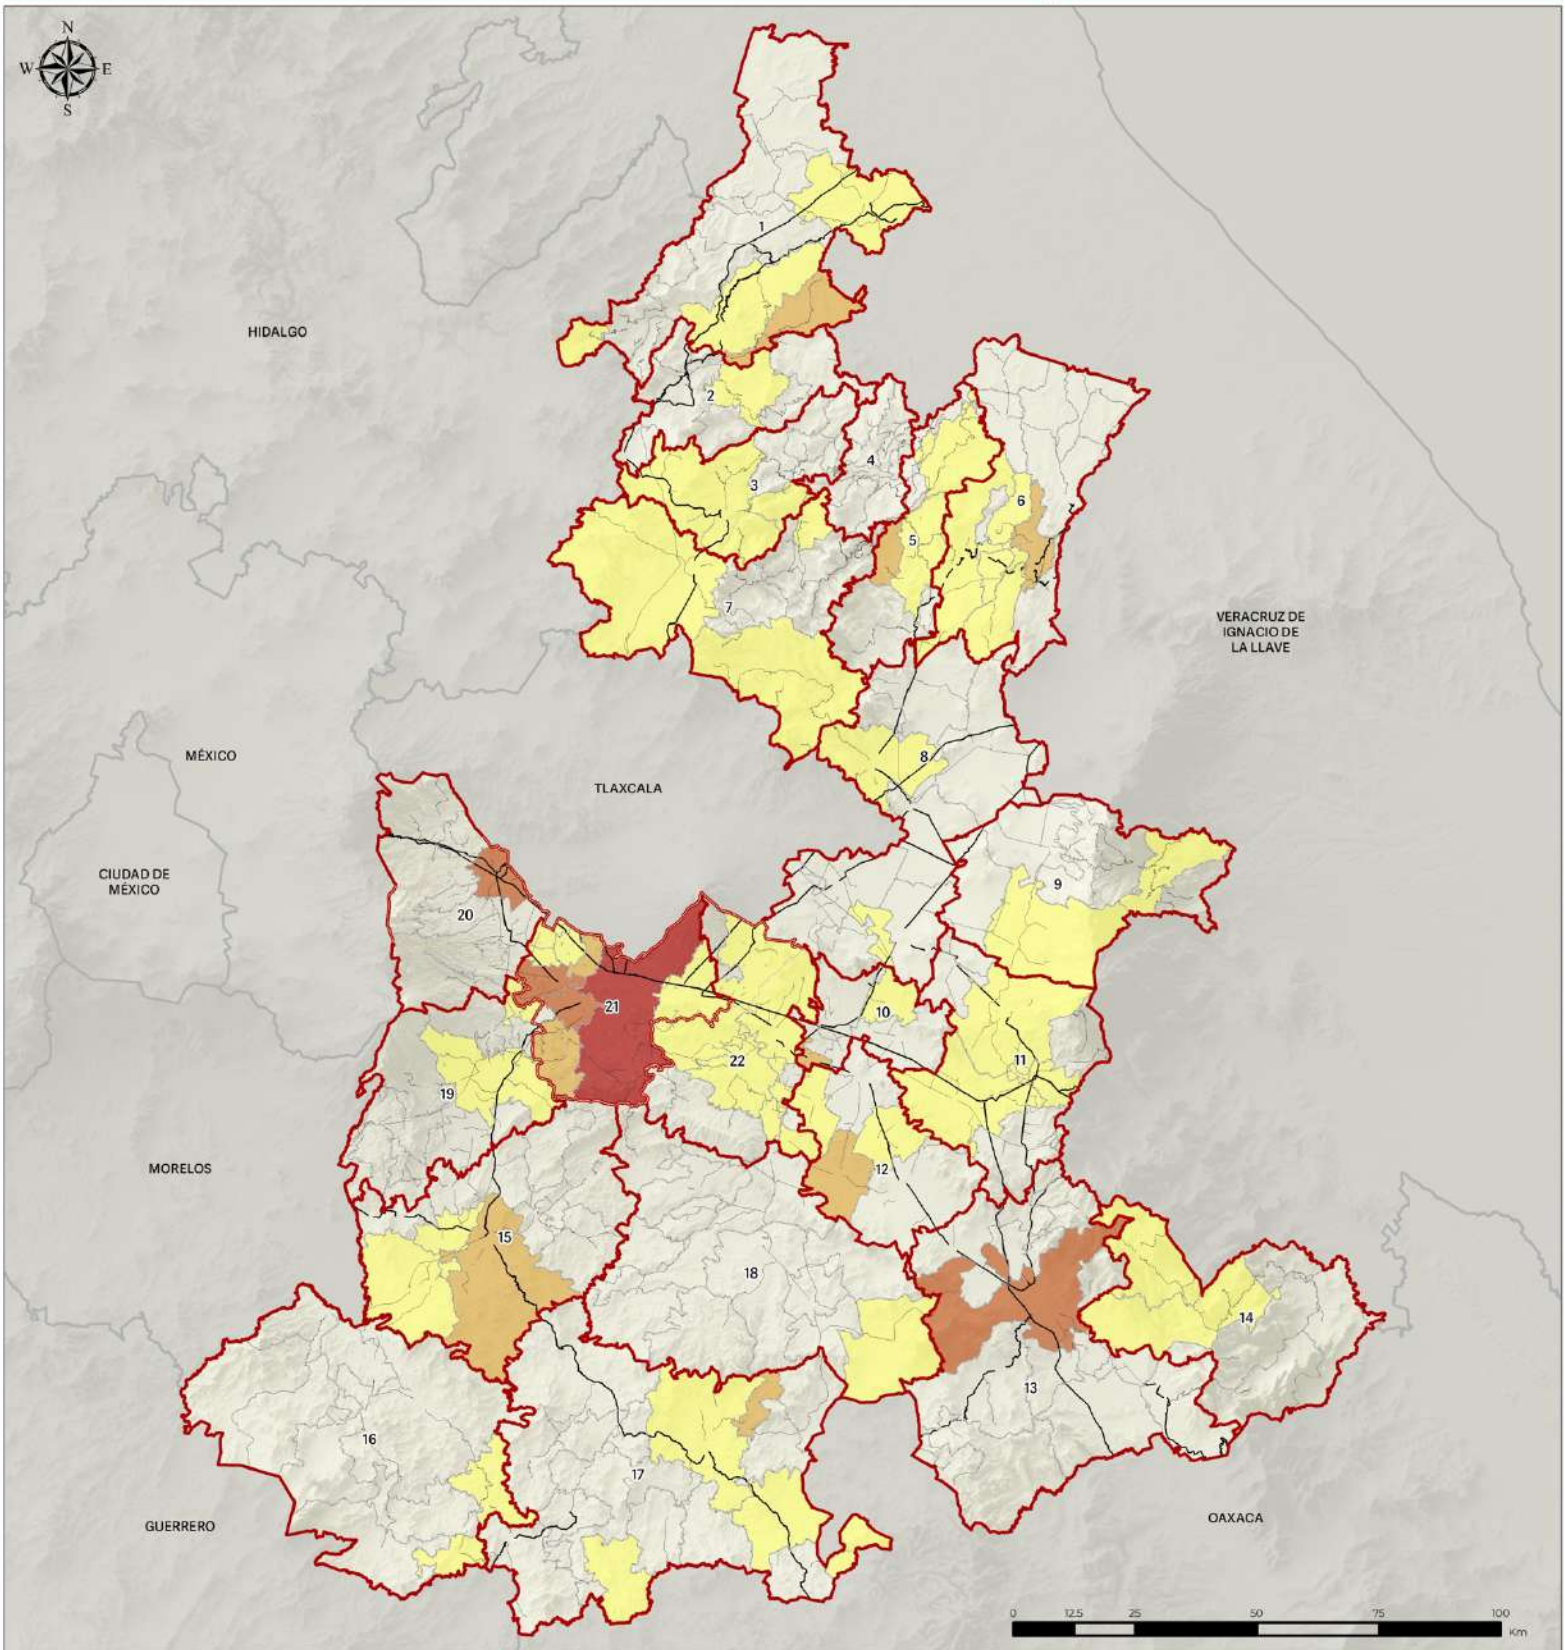 N
W E
S
1
HIDALGO
2
4
3
6
5
7
VERACRUZ DE
IGNACIO DE
LA LLAVE
MÉXICO
8
TLAXCALA
CIUDAD DE
MÉXICO
9
20
21
10
22
11
19
MORELOS
12
15
18
14
13
16
17
GUERRERO
OAXACA
0 12.5 25 50 75 100
Km